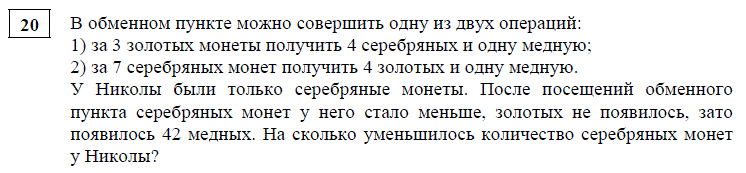 20 В обменном пункте можно совершить одну из двух операций:
1) за 3 золотых монеты получить 4 серебряных и одну медную;
2) за 7 серебряных монет получить 4 золотых и одну медную.
У Николы были только серебряные монеты. После посещений обменного
пункта серебряных монет у него стало меньше, золотых не появилось, зато
появилось 42 медных. На сколько уменьшилось количество серебряных монет
у Николы?